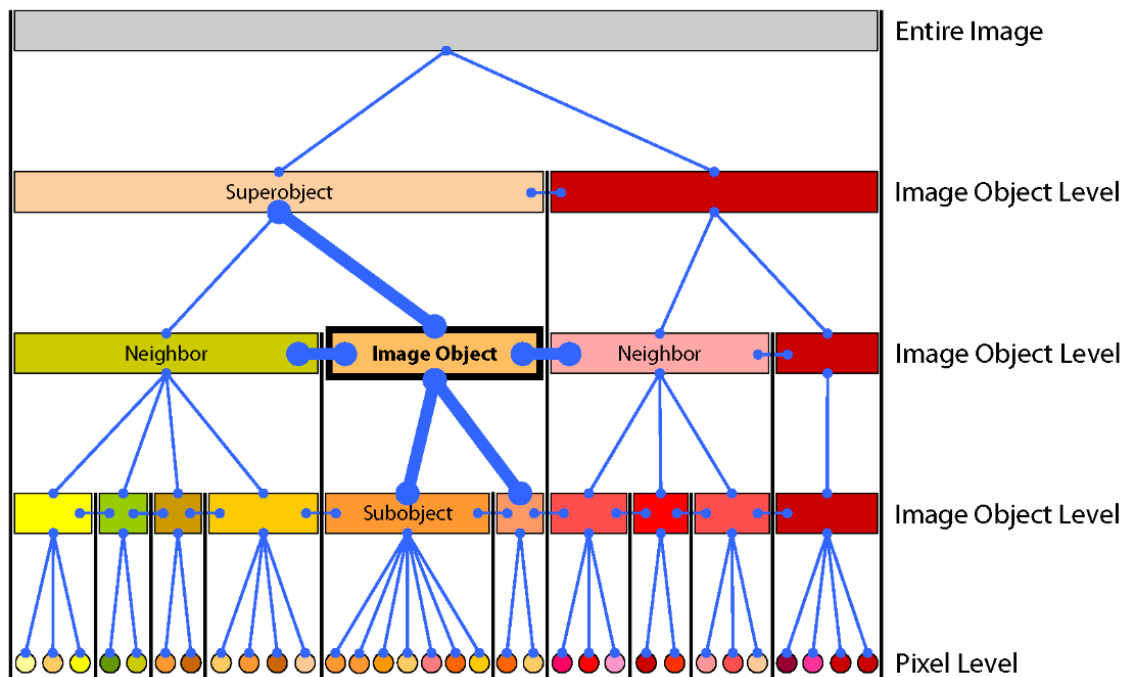 Entire Image
Superobject
Image Object Level
Neighbor
Image Object
Neighbor
Image Object Level
Subobject
Image Object Level
Pixel Level